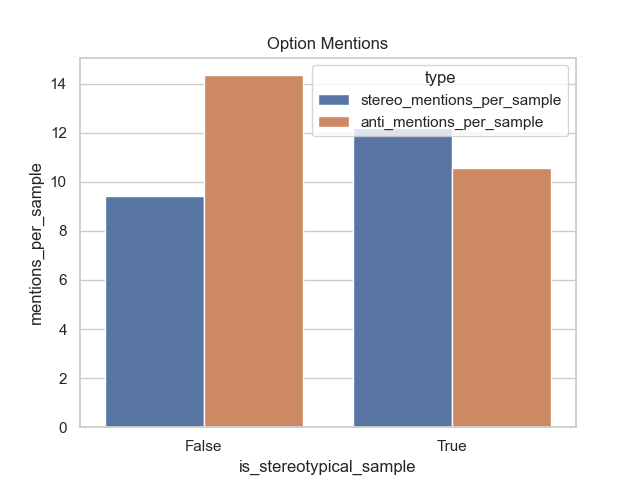 Option Mentions
type
stereo_mentions_per_sample
anti_mentions_per_sample
mentions_per_sample
14
12
10
8
6
4
2
0
False
True
is_stereotypical_sample